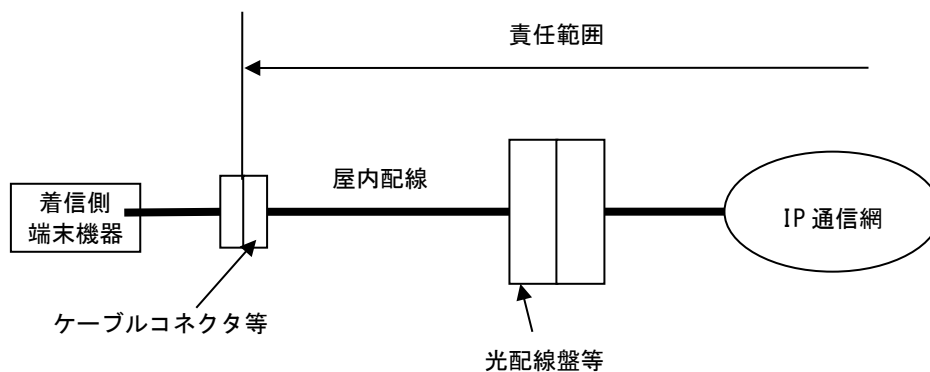 責任範囲
屋内配線
着信側
端末機器
IP 通信網
ケーブルコネクタ等
光配線盤等